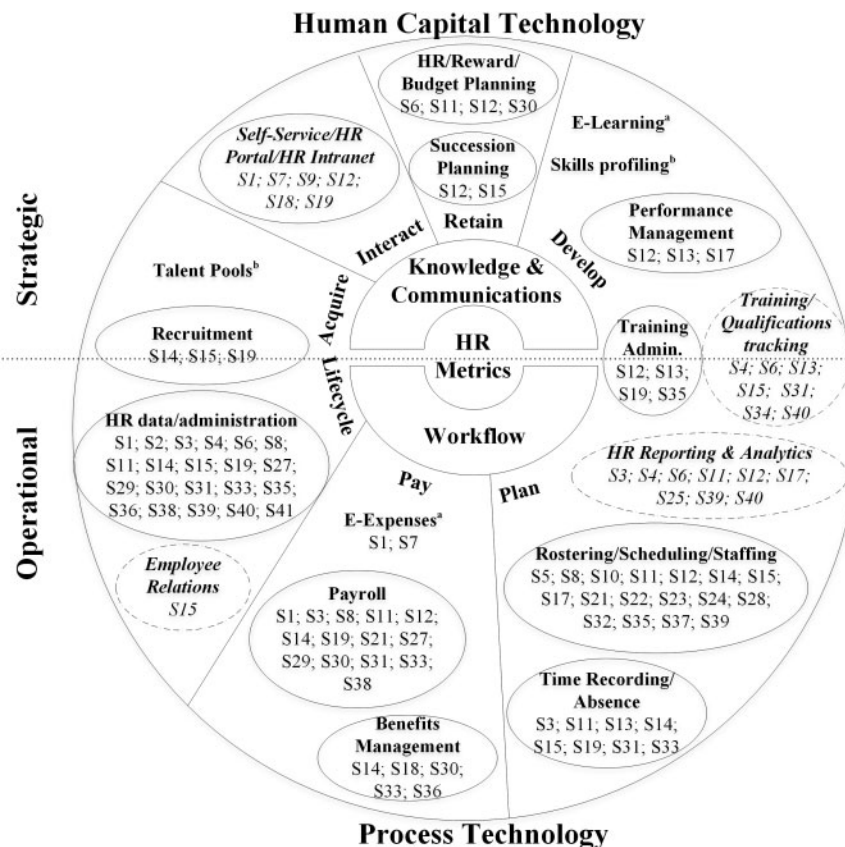 Human Capital Technology
HR/Reward/
Budget Planning
S6; S11; S12; S30
Succession
Planning
S12; S15
Retain
E-Learningᵃ
Skills profilingᵇ
Performance
Management
S12; S13; S17
Develop
Self-Service/HR
Portal/HR Intranet
S1; S7; S9; S12;
S18; S19
Interact
Strategic
Talent Poolsᵇ
Recruitment
S14; S15; S19
Acquire
Knowledge &
Communications
HR
Metrics
Workflow
Training
Admin.
S12; S13;
S19; S35
Training/
Qualifications
tracking
S4; S6; S13;
S15; S31;
S34; S40
Operational
Lifecycle
HR data/administration
S1; S2; S3; S4; S6; S8;
S11; S14; S15; S19; S27;
S29; S30; S31; S33; S35;
S36; S38; S39; S40; S41
Employee
Relations
S15
Pay
E-Expensesᵃ
S1; S7
Payroll
S1; S3; S8; S11; S12;
S14; S19; S21; S27;
S29; S30; S31; S33;
S38
Benefits
Management
S14; S18; S30;
S33; S36
Plan
HR Reporting & Analytics
S3; S4; S6; S11; S12; S17;
S25; S39; S40
Rostering/Scheduling/Staffing
S5; S8; S10; S11; S12; S14; S15;
S17; S21; S22; S23; S24; S28;
S32; S35; S37; S39
Time Recording/
Absence
S3; S11; S13; S14;
S15; S19; S31; S33
Process Technology